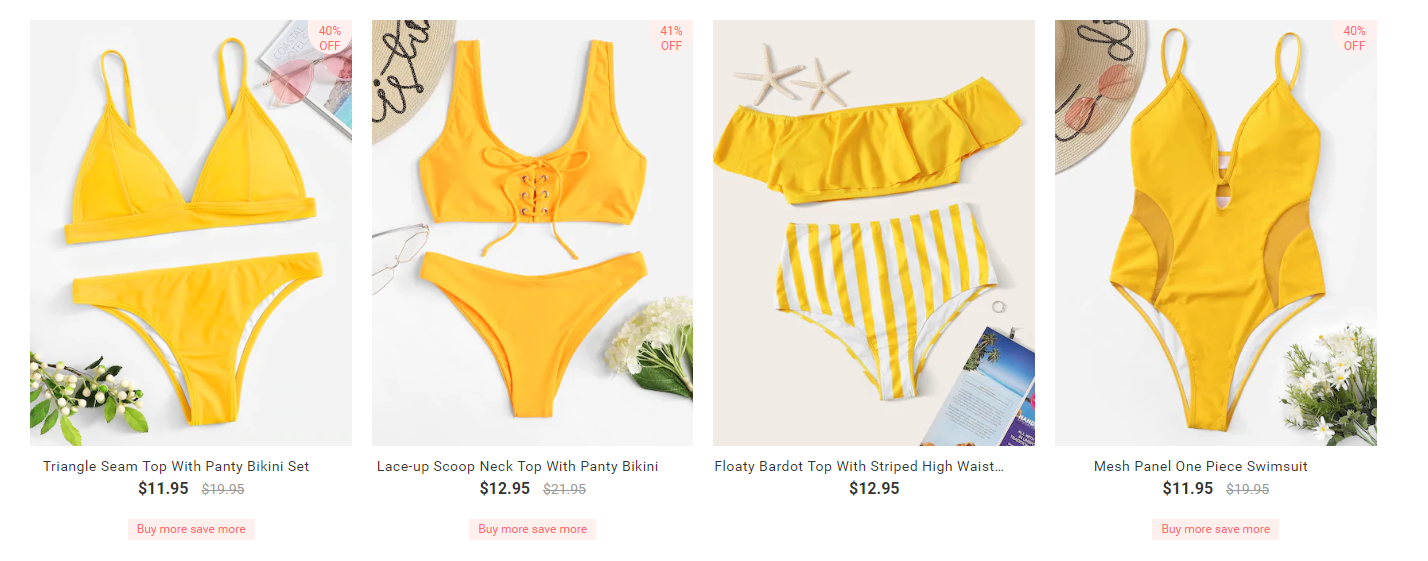 40%
OFF
41%
OFF
40%
OFF
Triangle Seam Top With Panty Bikini Set
$11.95 $19.95
Buy more save more
Lace-up Scoop Neck Top With Panty Bikini
$12.95 $21.95
Buy more save more
Floaty Bardot Top With Striped High Waist...
$12.95
Mesh Panel One Piece Swimsuit
$11.95 $19.95
Buy more save more